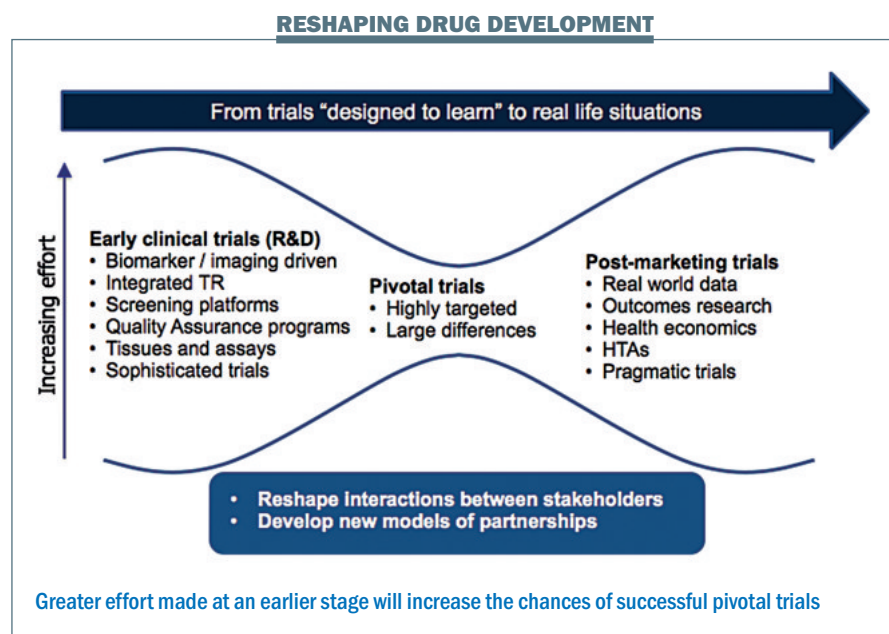 RESHAPING DRUG DEVELOPMENT
From trials “designed to learn” to real life situations
Increasing effort
Early clinical trials (R&D)
• Biomarker / imaging driven
• Integrated TR
• Screening platforms
• Quality Assurance programs
• Tissues and assays
• Sophisticated trials
Pivotal trials
• Highly targeted
• Large differences
Post-marketing trials
• Real world data
• Outcomes research
• Health economics
• HTAs
• Pragmatic trials
• Reshape interactions between stakeholders
• Develop new models of partnerships
Greater effort made at an earlier stage will increase the chances of successful pivotal trials